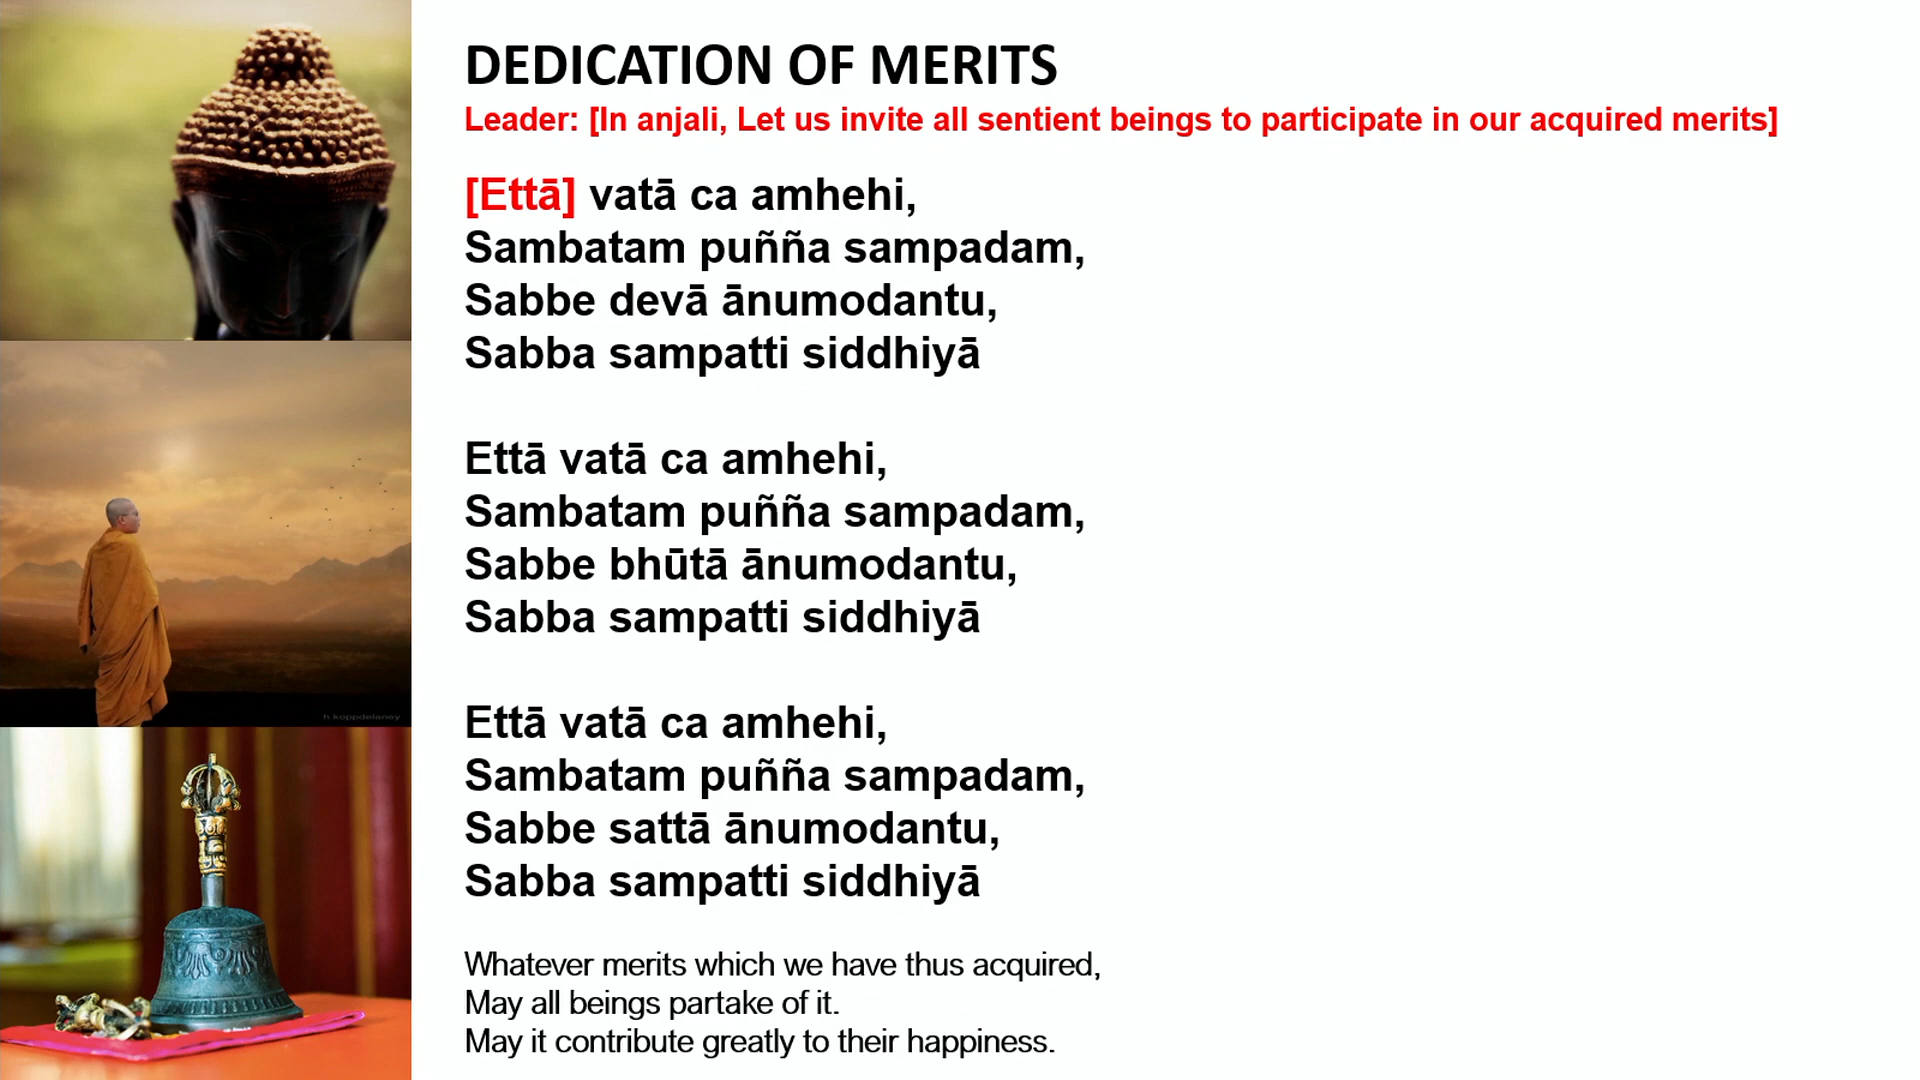 DEDICATION OF MERITS
Leader: [In anjali, Let us invite all sentient beings to participate in our acquired merits]
[Ettā] vatā ca amhehi,
Sambatam puñña sampadam,
Sabbe devā ānumodantu,
Sabba sampatti siddhiyā
Ettā vatā ca amhehi,
Sambatam puñña sampadam,
Sabbe bhūtā ānumodantu,
Sabba sampatti siddhiyā
Ettā vatā ca amhehi,
Sambatam puñña sampadam,
Sabbe sattā ānumodantu,
Sabba sampatti siddhiyā
Whatever merits which we have thus acquired,
May all beings partake of it.
May it contribute greatly to their happiness.
h.koppdelaney